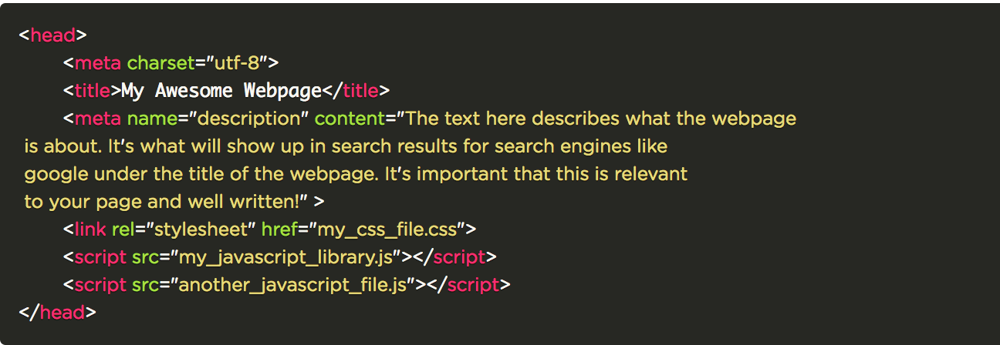 <head>
<meta charset="utf-8">
<title>My Awesome Webpage</title>
<meta name="description" content="The text here describes what the webpage
is about. It's what will show up in search results for search engines like
google under the title of the webpage. It's important that this is relevant
to your page and well written!" >
<link rel="stylesheet" href="my_css_file.css">
<script src="my_javascript_library.js"></script>
<script src="another_javascript_file.js"></script>
</head>